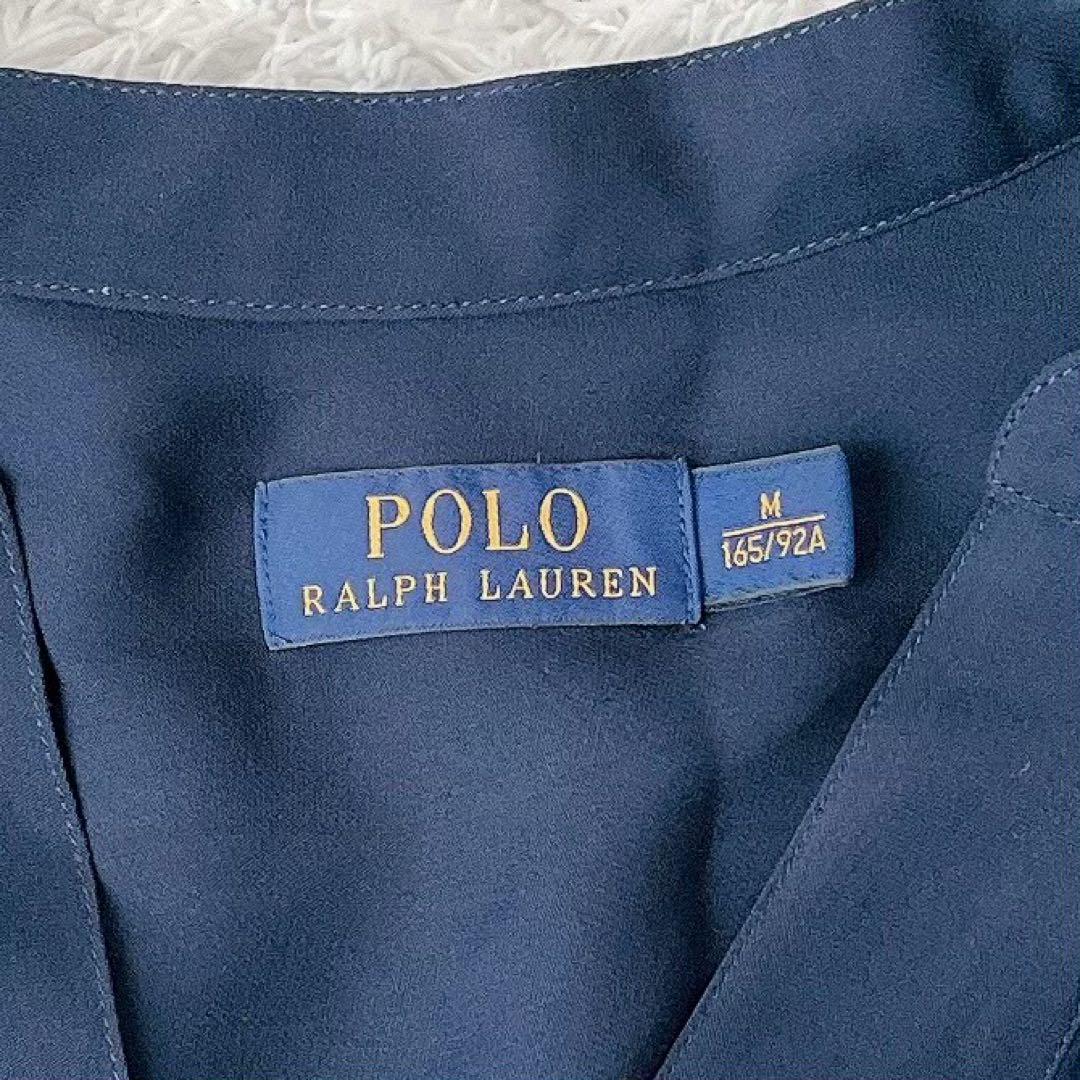 POLO
RALPH LAUREN
M
165/92A